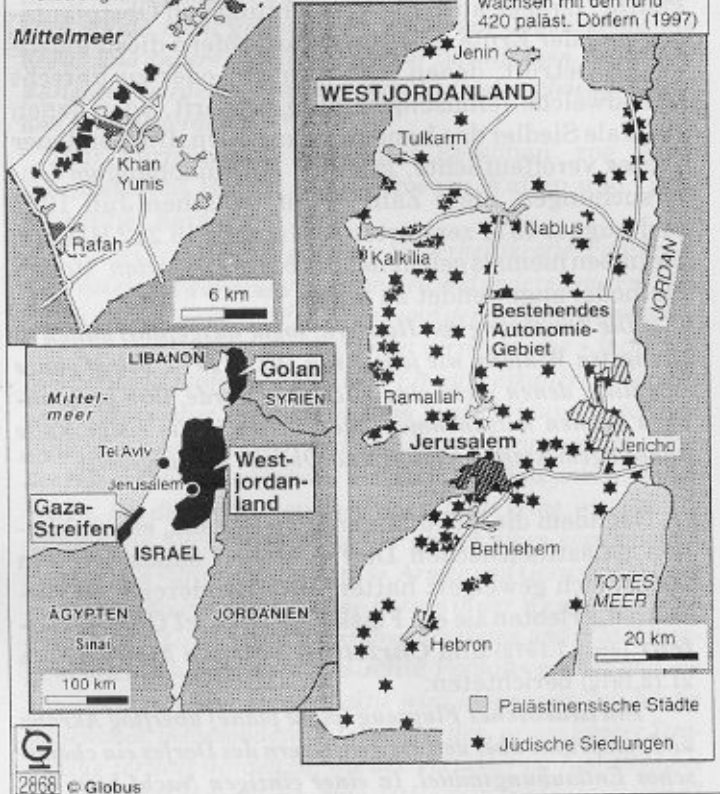 wachsen mit den rund
420 paläst. Dörfern (1997)
Mittelmeer
Khan
Yunis
Rafah
6 km
WESTJORDANLAND
Jenin
Tulkarm
Nablus
Kalkilia
JORDAN
Bestehendes
Autonomie-
Gebiet
Ramallah
Jerusalem
Jericho
Bethlehem
TOTES
MEER
Hebron
20 km
Palästinensische Städte
Jüdische Siedlungen
LIBANON
Golan
Mittel-
meer
SYRIEN
Tel Aviv
Jerusalem
West-
jordan-
land
Gaza-
Streifen
ISRAEL
ÄGYPTEN
Sinai
JORDANIEN
100 km
G
2868 © Globus